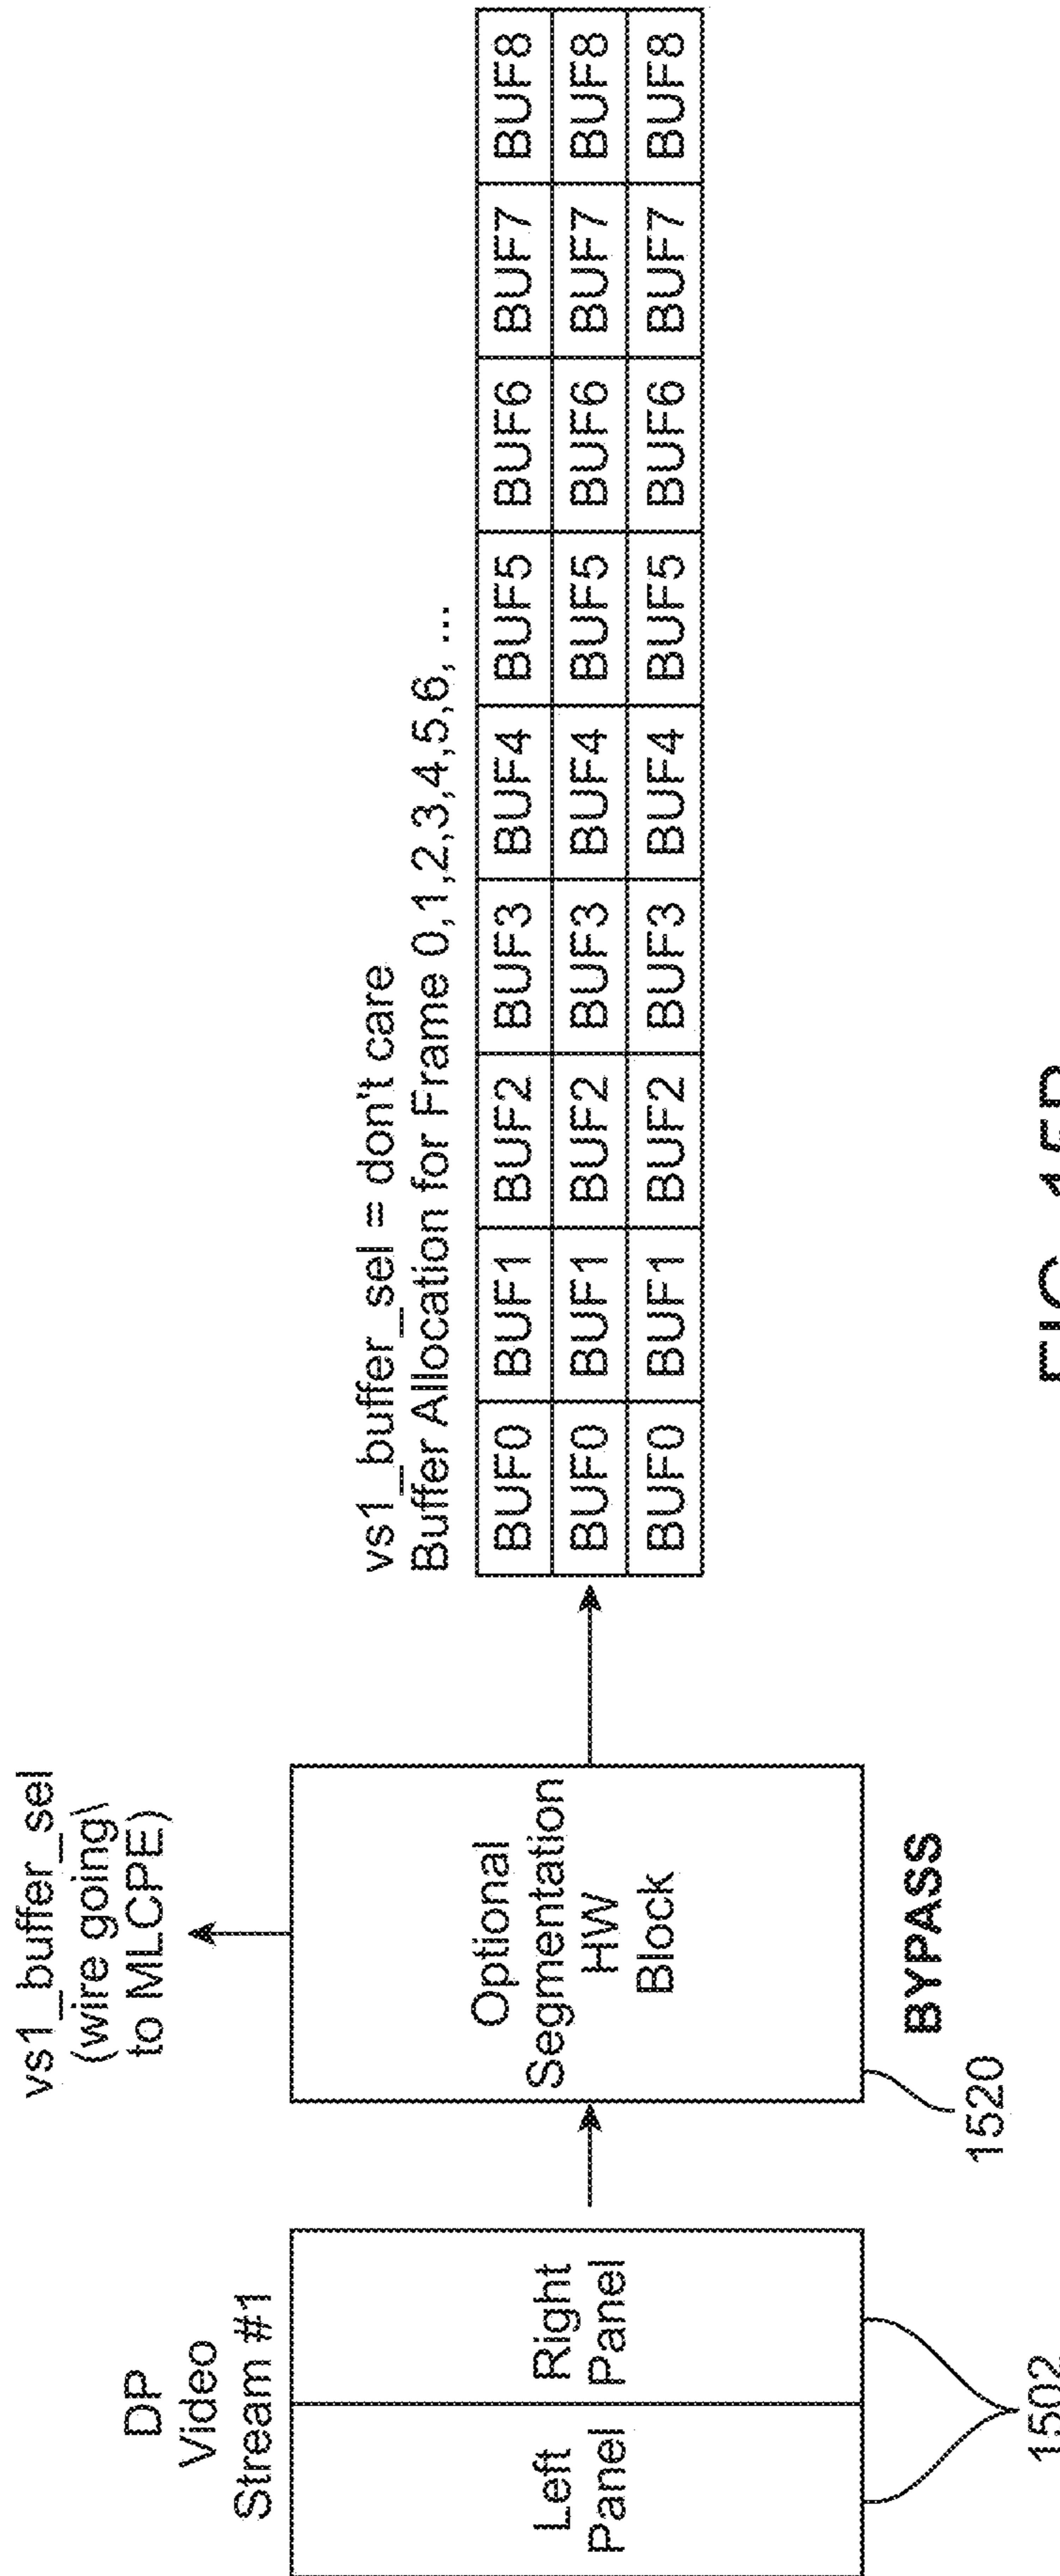 DP
Video
Stream #1
Left
Panel
Right
Panel
1502
vs1_buffer_sel
(wire going\
to MLCPE)
Optional
Segmentation
HW
Block
BYPASS
1520
vs1_buffer_sel = don't care
Buffer Allocation for Frame 0,1,2,3,4,5,6, ...
BUF0 BUF1 BUF2 BUF3 BUF4 BUF5 BUF6 BUF7 BUF8
BUF0 BUF1 BUF2 BUF3 BUF4 BUF5 BUF6 BUF7 BUF8
BUF0 BUF1 BUF2 BUF3 BUF4 BUF5 BUF6 BUF7 BUF8